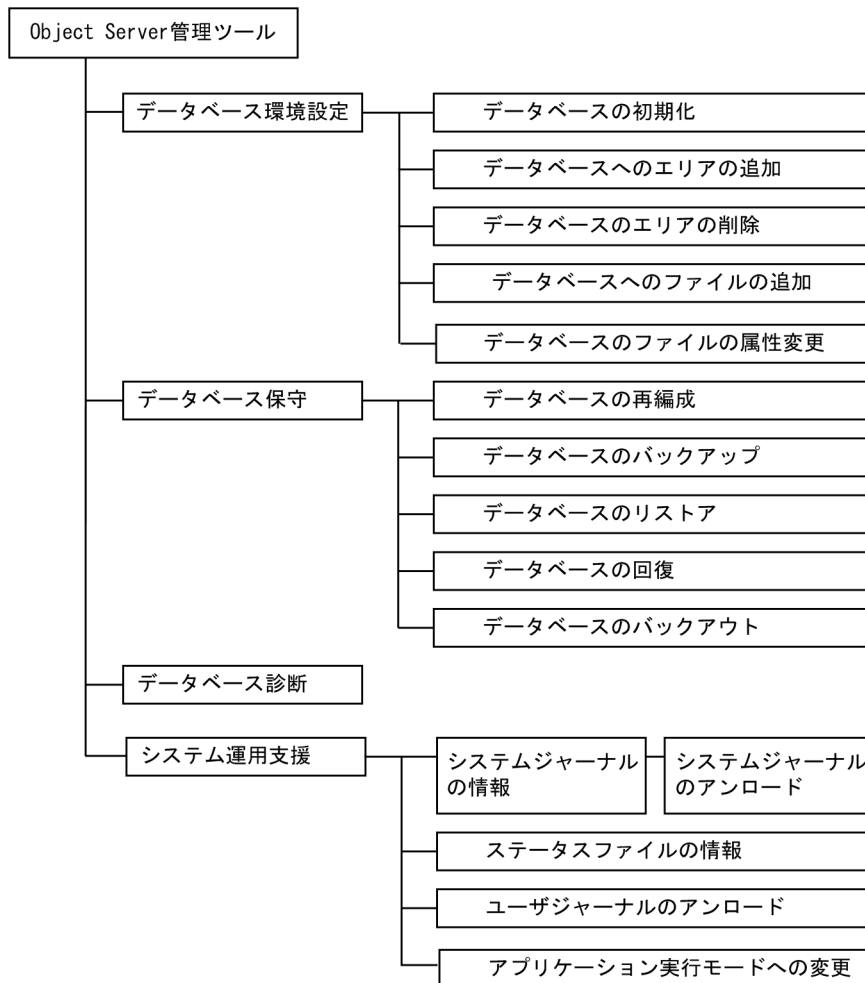 Object Server管理ツール
データベース環境設定
データベースの初期化
データベースへのエリアの追加
データベースのエリアの削除
データベースへのファイルの追加
データベースのファイルの属性変更
データベース保守
データベースの再編成
データベースのバックアップ
データベースのリストア
データベースの回復
データベースのバックアウト
データベース診断
システム運用支援
システムジャーナル
の情報
システムジャーナル
のアンロード
ステータスファイルの情報
ユーザジャーナルのアンロード
アプリケーション実行モードへの変更